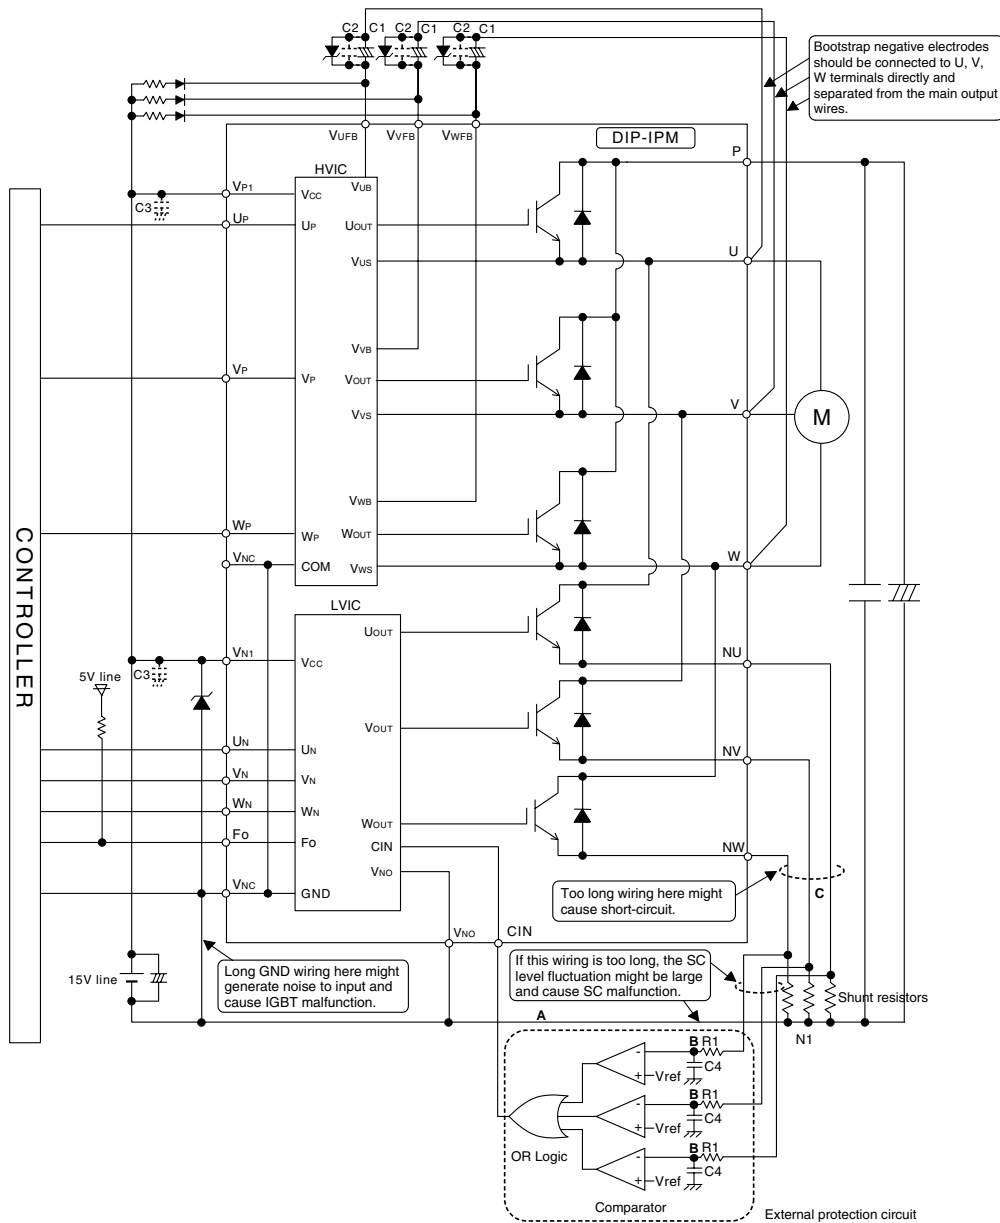 C2 C1 C2 C1 C2 C1
Bootstrap negative electrodes
should be connected to U, V,
W terminals directly and
separated from the main output
wires.
VUFB VVFB VWFB
DIP-IPM
P
HVIC
VP1
VCC
VUB
C3
UP
UP
UOUT
U
VUS
VVB
VP
VP
VOUT
V
VVS
M
VWB
WP
WP
WOUT
W
VNC
COM
VWS
CONTROLLER
LVIC
UOUT
VN1
VCC
NU
C3
5V line
VOUT
UN
UN
NV
VN
VN
WN
WN
WOUT
Fo
Fo
CIN
NW
VNO
VNC
GND
Too long wiring here might
cause short-circuit.
C
VNO
CIN
15V line
Long GND wiring here might
generate noise to input and
cause IGBT malfunction.
If this wiring is too long, the SC
level fluctuation might be large
and cause SC malfunction.
Shunt resistors
A
N1
- B R1
C4
+ Vref
- B R1
C4
+ Vref
- B R1
C4
+ Vref
OR Logic
Comparator
External protection circuit